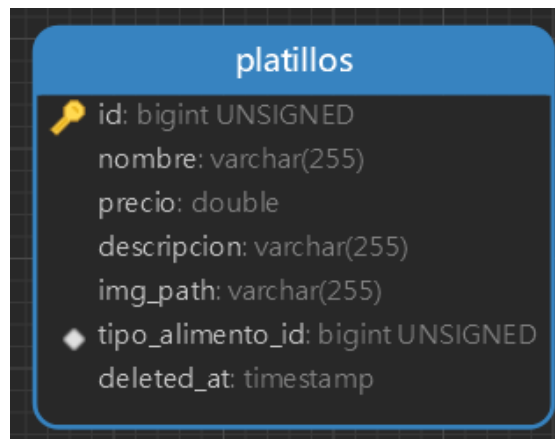 platillos
id: bigint UNSIGNED
nombre: varchar(255)
precio: double
descripcion: varchar(255)
img_path: varchar(255)
tipo_alimento_id: bigint UNSIGNED
deleted_at: timestamp